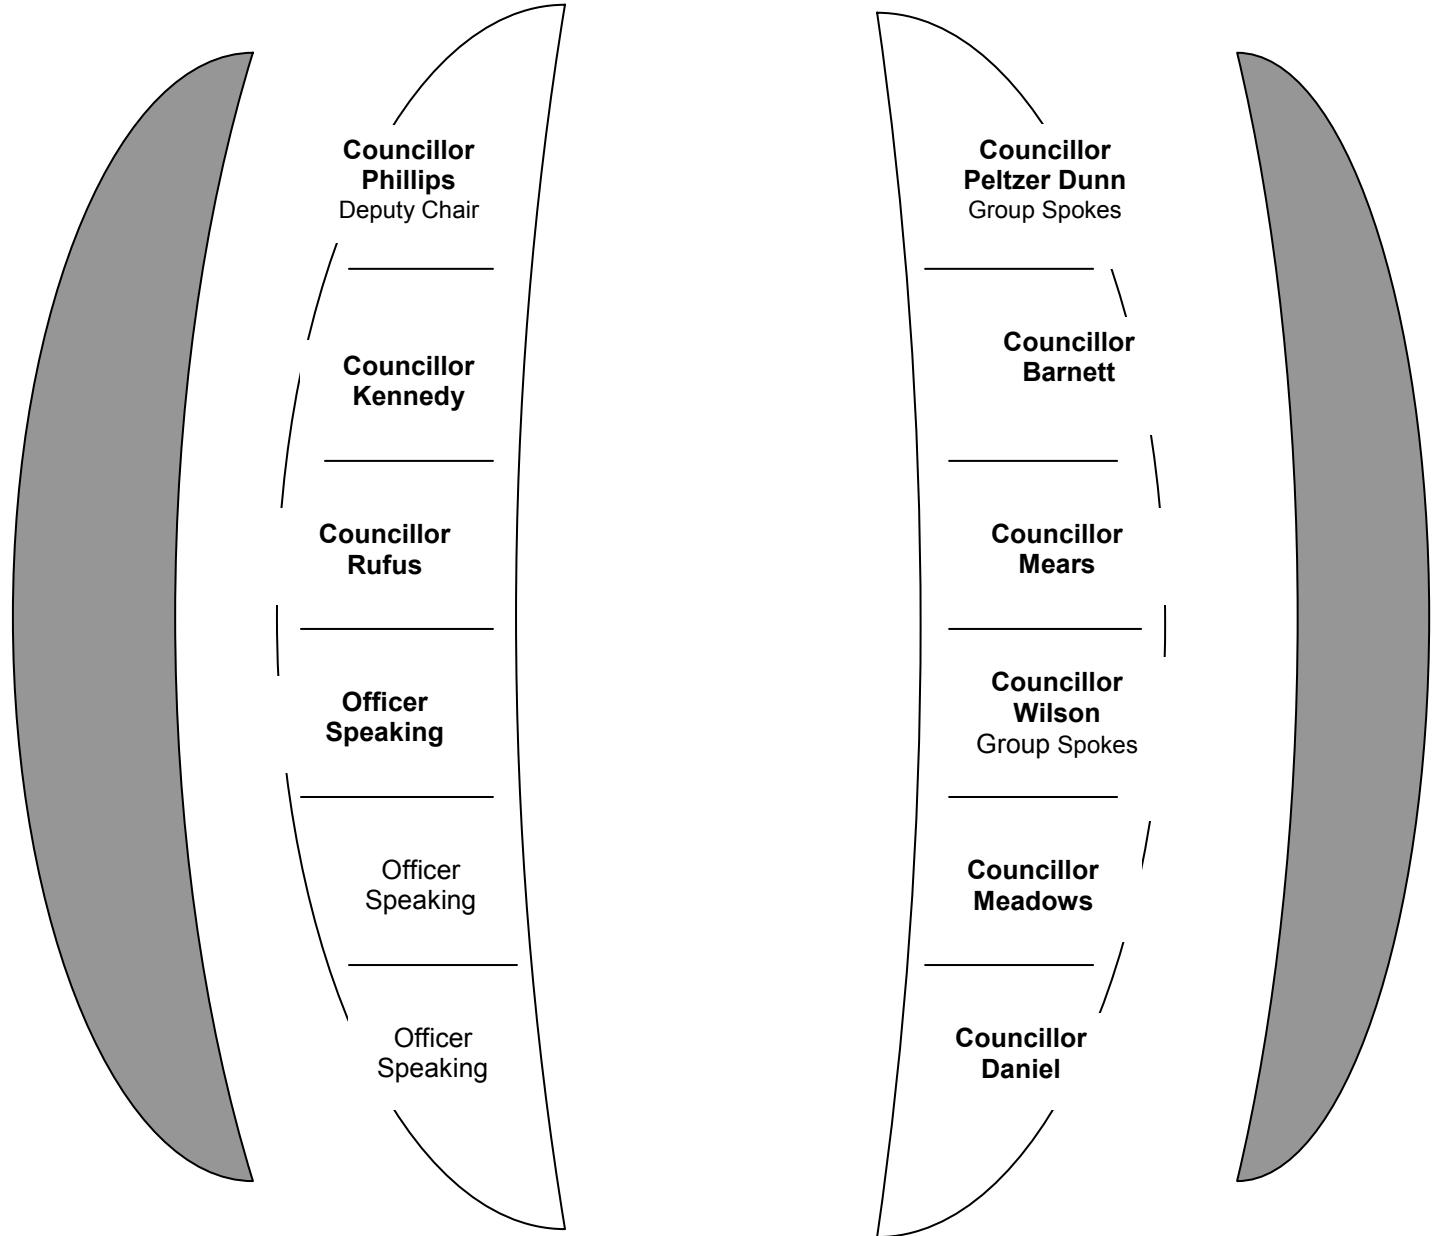 Councillor
Phillips
Deputy Chair
Councillor
Kennedy
Councillor
Rufus
Officer
Speaking
Officer
Speaking
Officer
Speaking
Councillor
Peltzer Dunn
Group Spokes
Councillor
Barnett
Councillor
Mears
Councillor
Wilson
Group Spokes
Councillor
Meadows
Councillor
Daniel